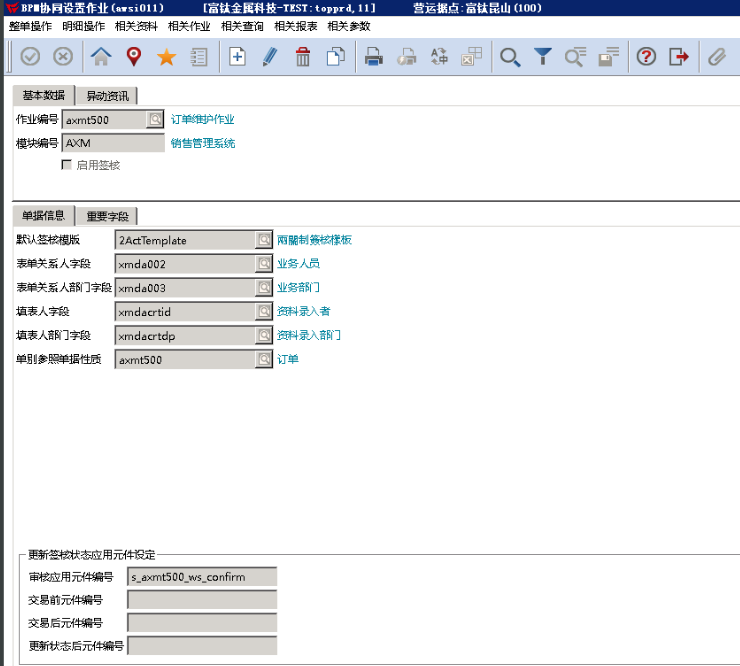 BPM协同设置作业(awsi011) [富钛金属科技-TEST:topprd,11] 营运据点:富钛昆山(100)
整单操作 明细操作 相关资料 相关作业 相关查询 相关报表 相关参数
基本数据 异动资讯
作业编号 axmt500 订单维护作业
模块编号 AXM 销售管理系统
启用签核
单据信息 重要字段
默认签核模版 2ActTemplate 兩關制簽核樣板
表单关系人字段 xmda002 业务人员
表单关系人部门字段 xmda003 业务部门
填表人字段 xmdacrtid 资料录入者
填表人部门字段 xmdacrtdp 资料录入部门
单别参照单据性质 axmt500 订单
更新签核状态应用元件设定
审核应用元件编号 s_axmt500_ws_confirm
交易前元件编号
交易后元件编号
更新状态后元件编号